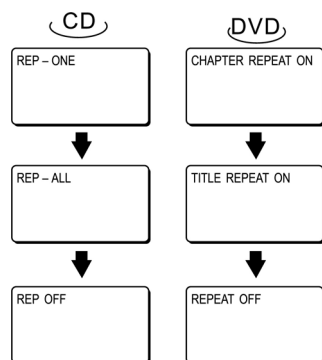 CD
REP – ONE
REP – ALL
REP OFF
DVD
CHAPTER REPEAT ON
TITLE REPEAT ON
REPEAT OFF